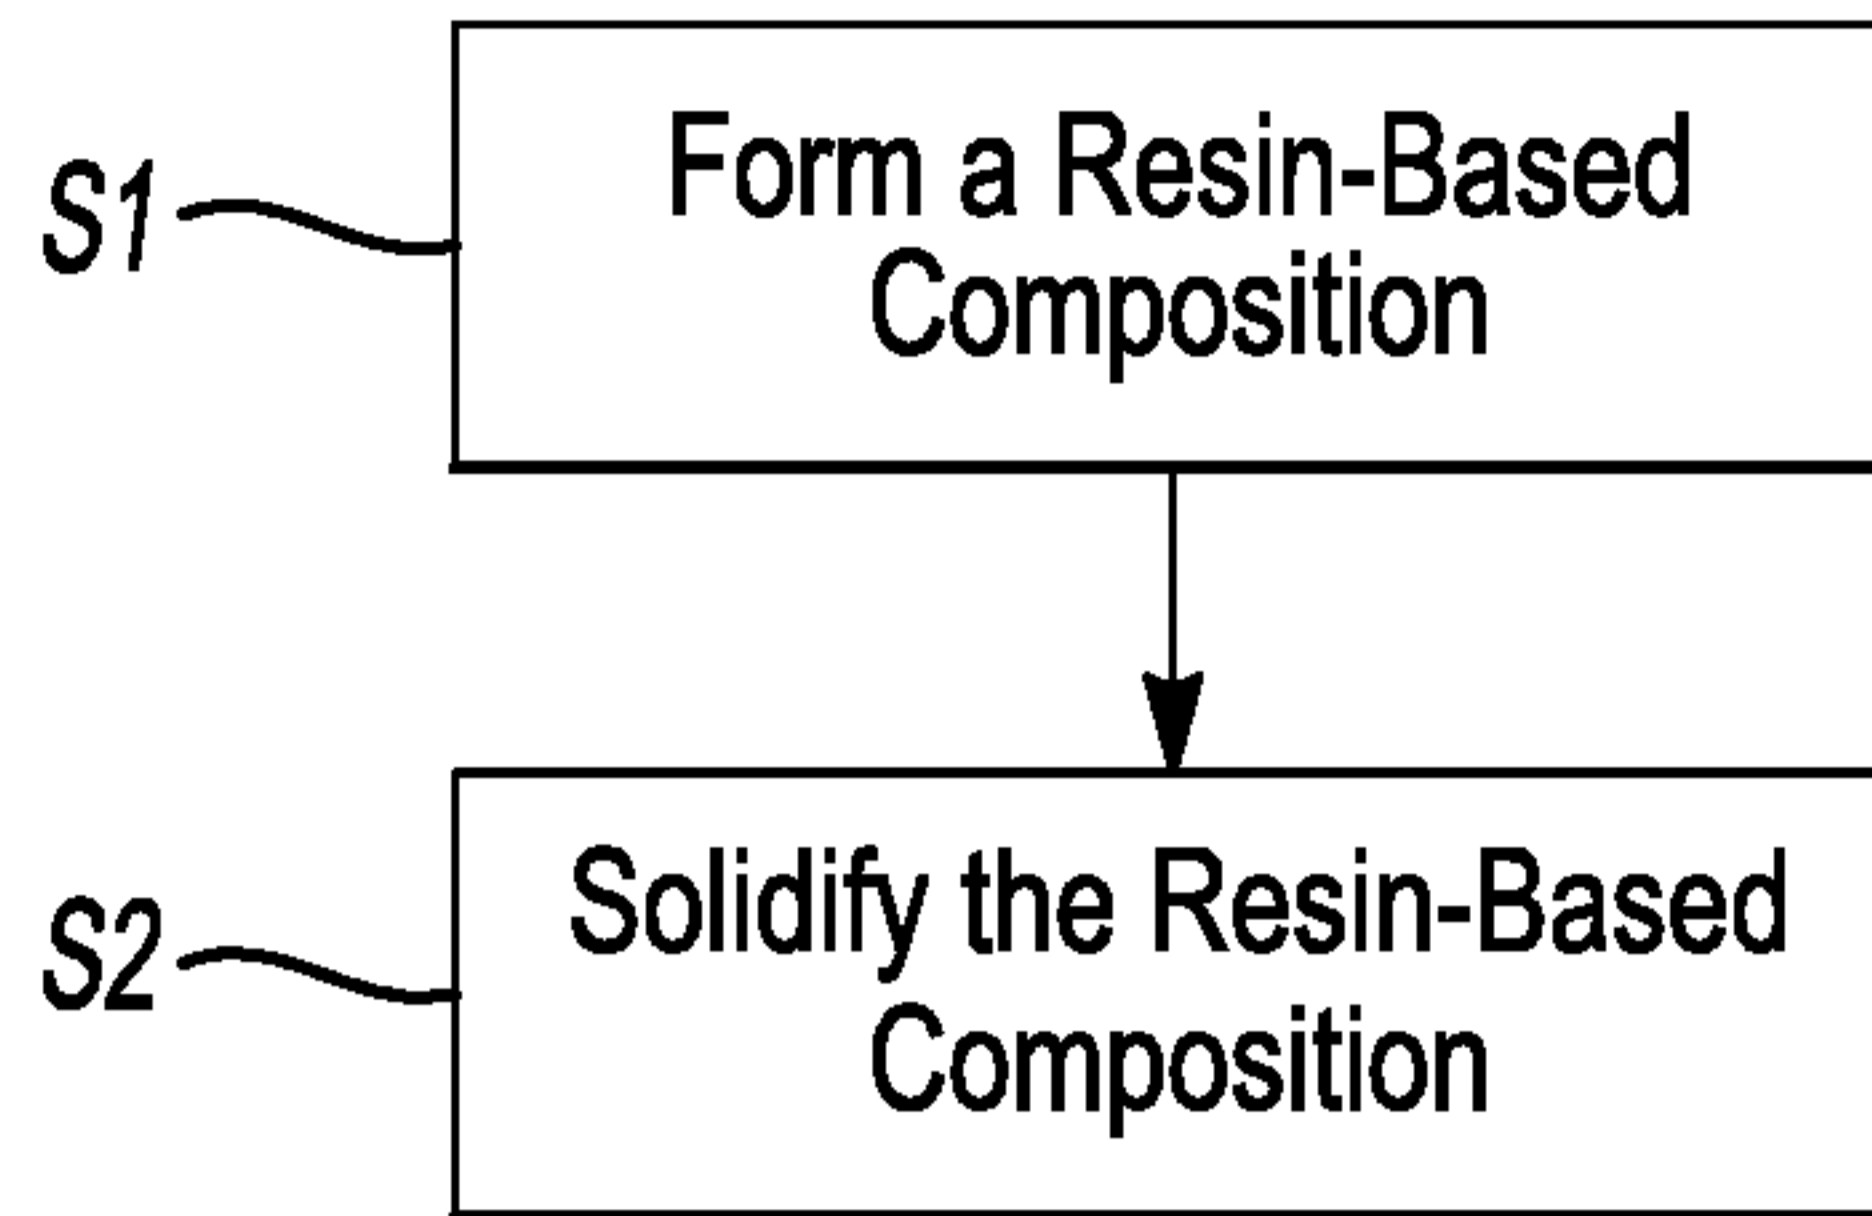 S1
Form a Resin-Based
Composition
S2
Solidify the Resin-Based
Composition